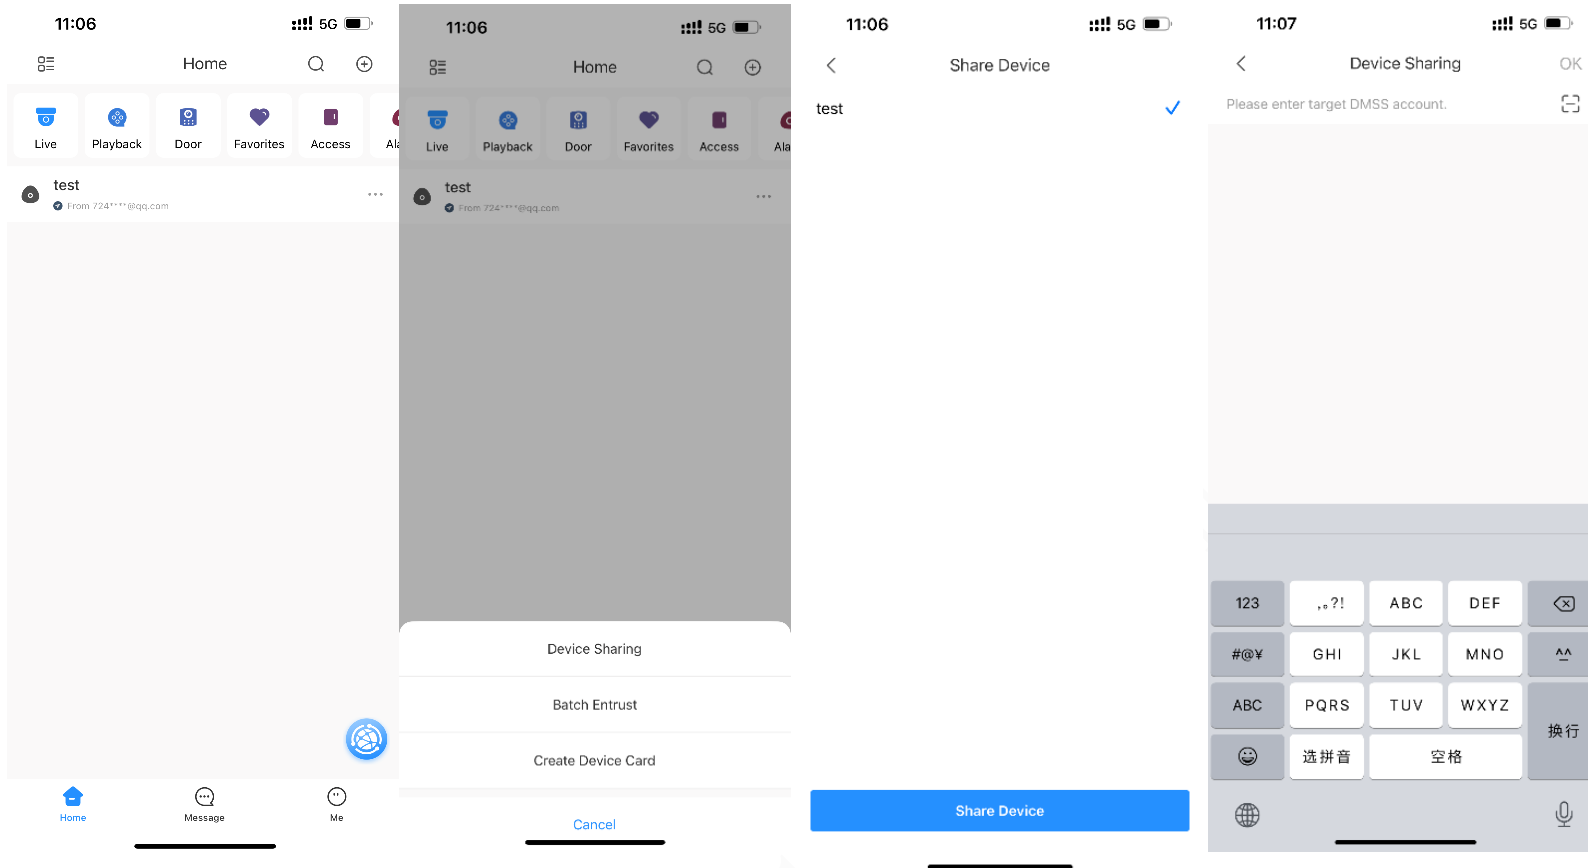 11:06
5G
Home
Live
Playback
Door
Favorites
Access
Ala
test
From 724****@qq.com
Home
Message
Me
11:06
5G
Home
Live
Playback
Door
Favorites
Access
Ala
test
From 724****@qq.com
Device Sharing
Batch Entrust
Create Device Card
Cancel
11:06
5G
Share Device
test
Share Device
11:07
5G
Device Sharing
OK
Please enter target DMSS account.
123
,。?!
ABC
DEF
#@¥
GHI
JKL
MNO
^^
ABC
PQRS
TUV
WXYZ
换行
选拼音
空格